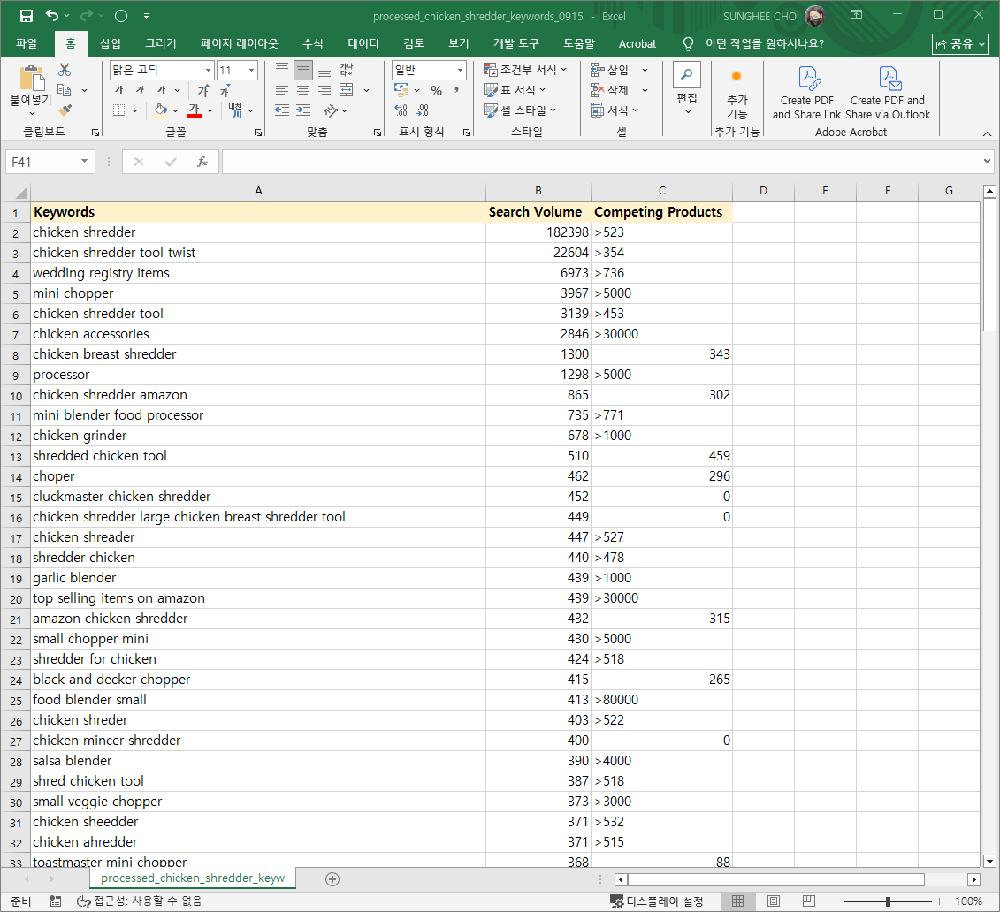 processed_chicken_shredder_keywords_0915 - Excel
SUNGHEE CHO
파일 홈 삽입 그리기 페이지 레이아웃 수식 데이터 검토 보기 개발 도구 도움말 Acrobat 어떤 작업을 원하시나요? 공유
붙여넣기
클립보드
맑은 고딕 11
가 가 가 가 가
가 내천
글꼴
가나
맞춤
일반
% ,
표시 형식
조건부 서식
표 서식
셀 스타일
스타일
삽입
삭제
서식
셀
편집
추가
기능
추가 기능
Create PDF
and Share link
Create PDF and
Share via Outlook
Adobe Acrobat
F41 fx
A B C D E F G
1 Keywords Search Volume Competing Products
2 chicken shredder 182398 >523
3 chicken shredder tool twist 22604 >354
4 wedding registry items 6973 >736
5 mini chopper 3967 >5000
6 chicken shredder tool 3139 >453
7 chicken accessories 2846 >30000
8 chicken breast shredder 1300 343
9 processor 1298 >5000
10 chicken shredder amazon 865 302
11 mini blender food processor 735 >771
12 chicken grinder 678 >1000
13 shredded chicken tool 510 459
14 choper 462 296
15 cluckmaster chicken shredder 452 0
16 chicken shredder large chicken breast shredder tool 449 0
17 chicken shreader 447 >527
18 shredder chicken 440 >478
19 garlic blender 439 >1000
20 top selling items on amazon 439 >30000
21 amazon chicken shredder 432 315
22 small chopper mini 430 >5000
23 shredder for chicken 424 >518
24 black and decker chopper 415 265
25 food blender small 413 >80000
26 chicken shreder 403 >522
27 chicken mincer shredder 400 0
28 salsa blender 390 >4000
29 shred chicken tool 387 >518
30 small veggie chopper 373 >3000
31 chicken sheedder 371 >532
32 chicken ahredder 371 >515
33 toastmaster mini chopper 368 88
processed_chicken_shredder_keyw
준비 접근성: 사용할 수 없음 디스플레이 설정 100%